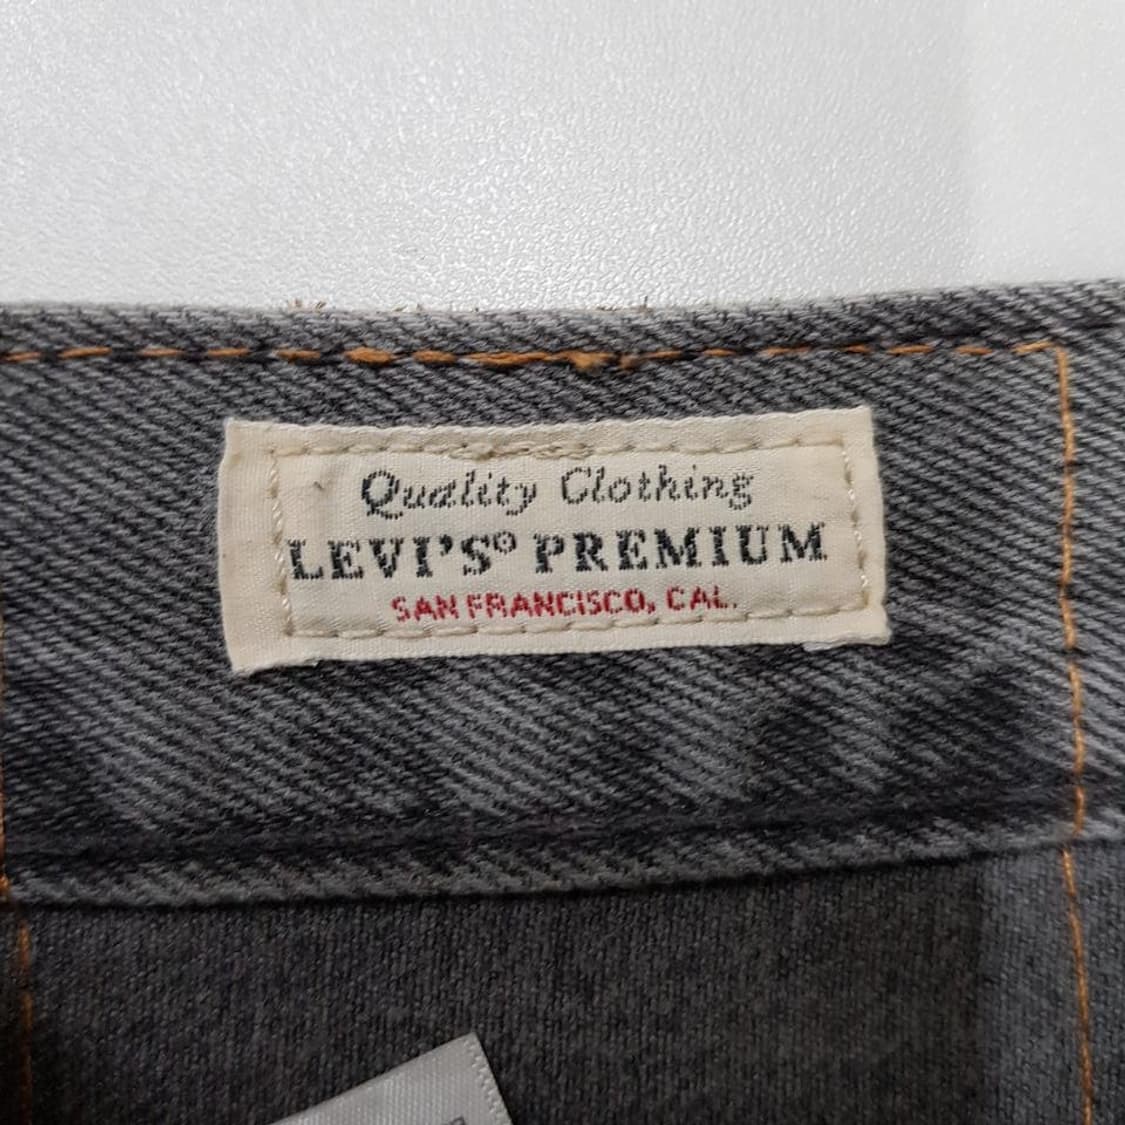 Quality Clothing
LEVI'S® PREMIUM
SAN FRANCISCO, CAL.